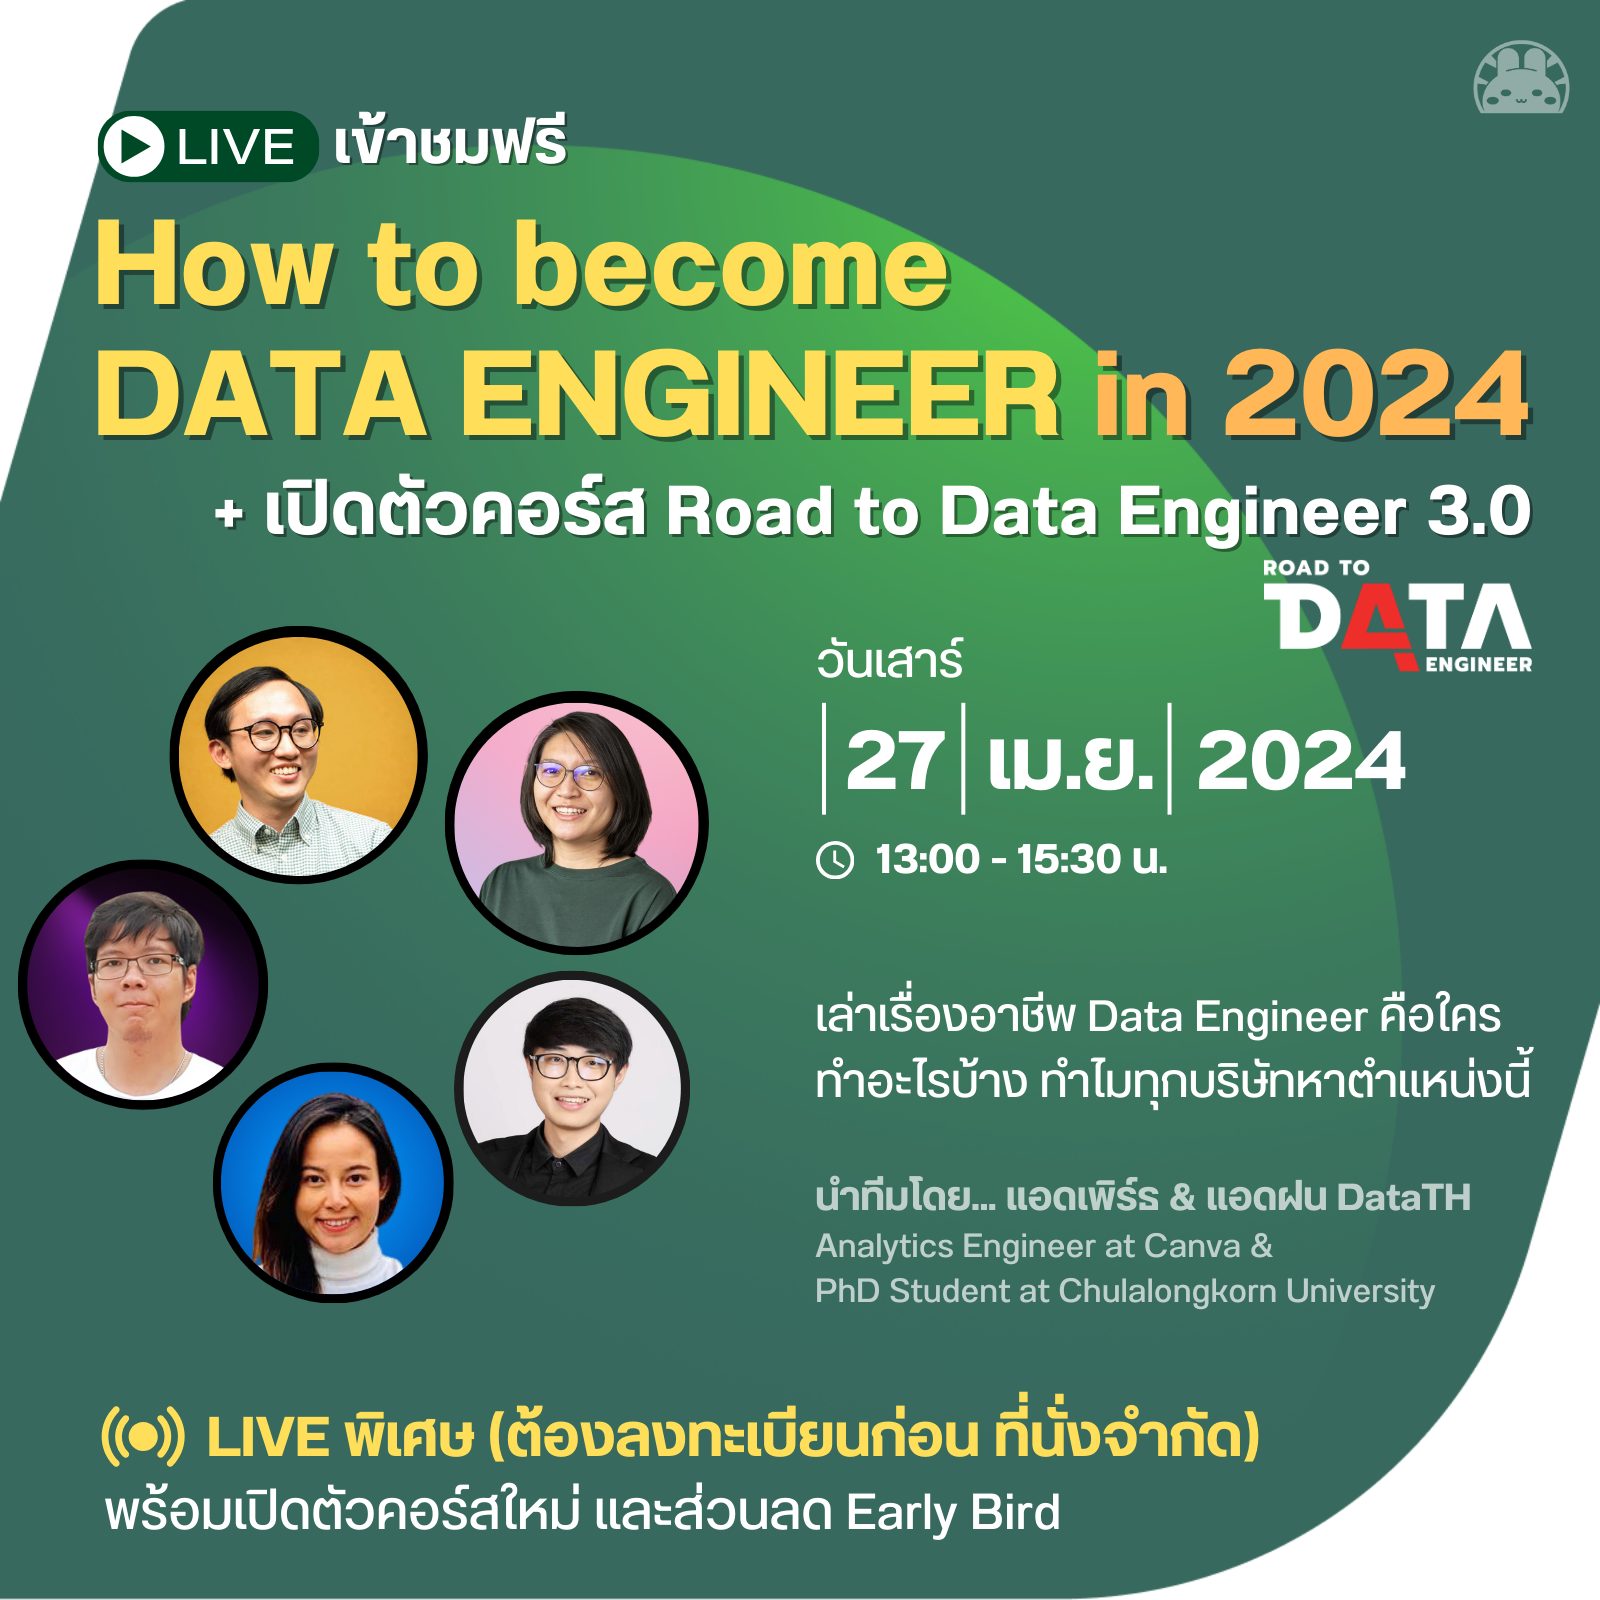 LIVE เข้าชมฟรี
How to become
DATA ENGINEER in 2024
+ เปิดตัวคอร์ส Road to Data Engineer 3.0
ROAD TO
DATA
ENGINEER
วันเสาร์
27 เม.ย. 2024
13:00 - 15:30 น.
เล่าเรื่องอาชีพ Data Engineer คือใคร
ทำอะไรบ้าง ทำไมทุกบริษัทหาตำแหน่งนี้
นำทีมโดย... แอดเพิร์ธ & แอดฝน DataTH
Analytics Engineer at Canva &
PhD Student at Chulalongkorn University
LIVE พิเศษ (ต้องลงทะเบียนก่อน ที่นั่งจำกัด)
พร้อมเปิดตัวคอร์สใหม่ และส่วนลด Early Bird